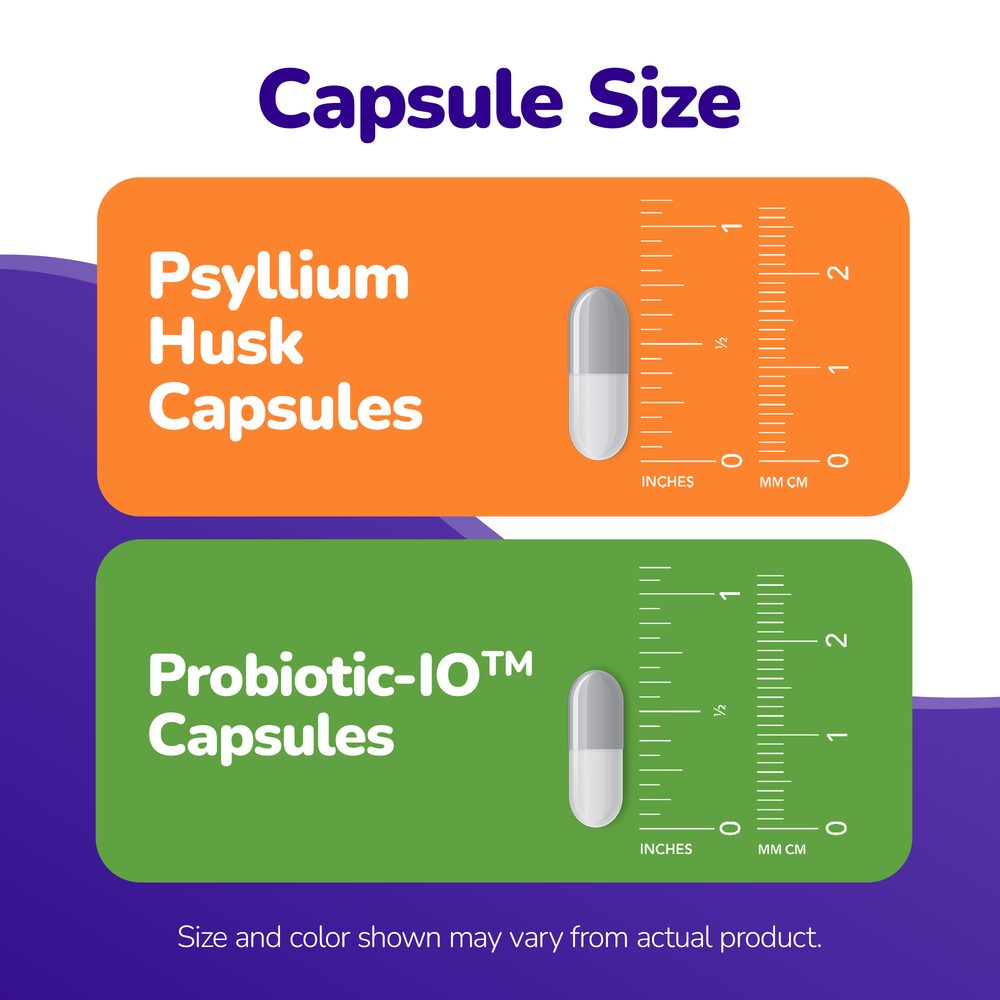 Capsule Size
Psyllium
Husk
Capsules
1
½
0
INCHES
2
1
0
MM CM
Probiotic-IO™
Capsules
1
½
0
INCHES
2
1
0
MM CM
Size and color shown may vary from actual product.